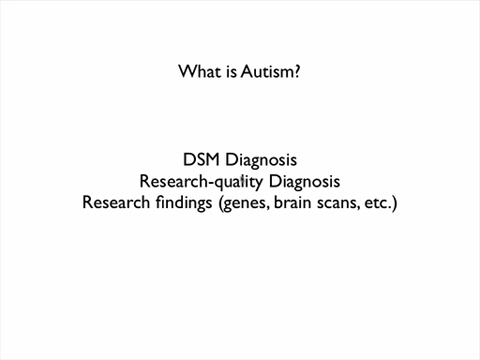 What is Autism?
DSM Diagnosis
Research-quality Diagnosis
Research findings (genes, brain scans, etc.)